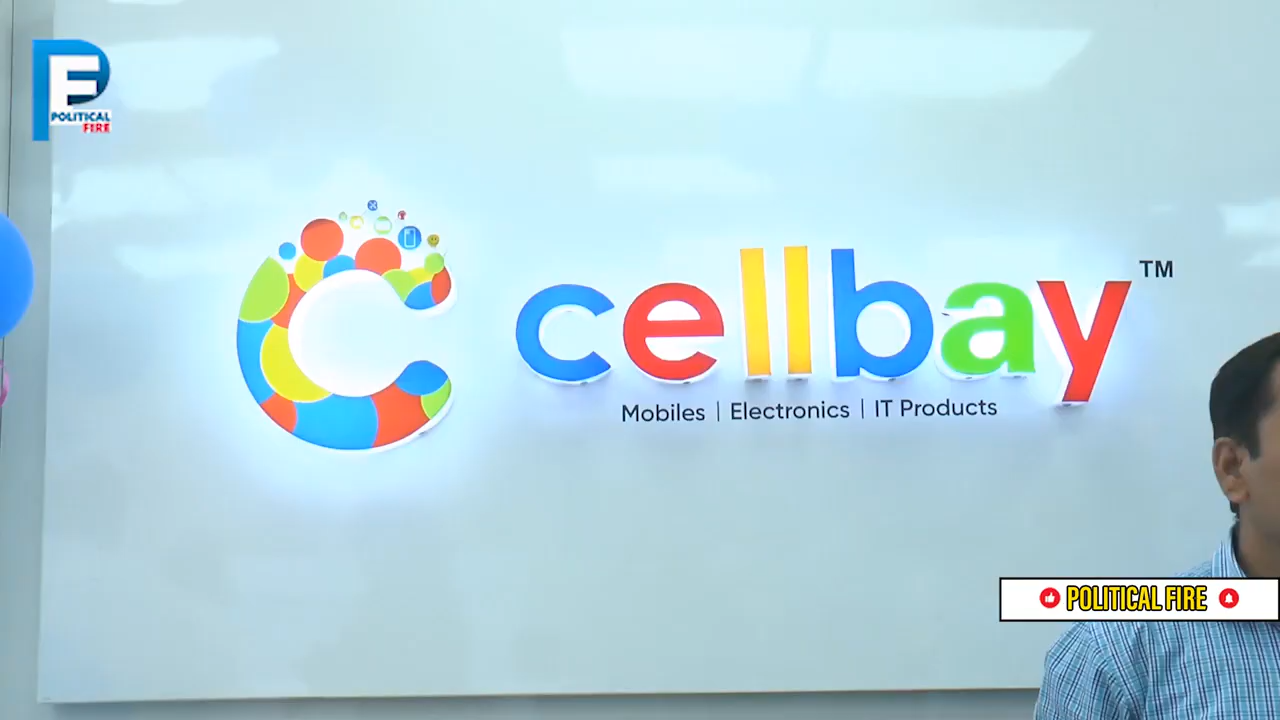 POLITICAL
FIRE
cellbay™
Mobiles | Electronics | IT Products
POLITICAL FIRE